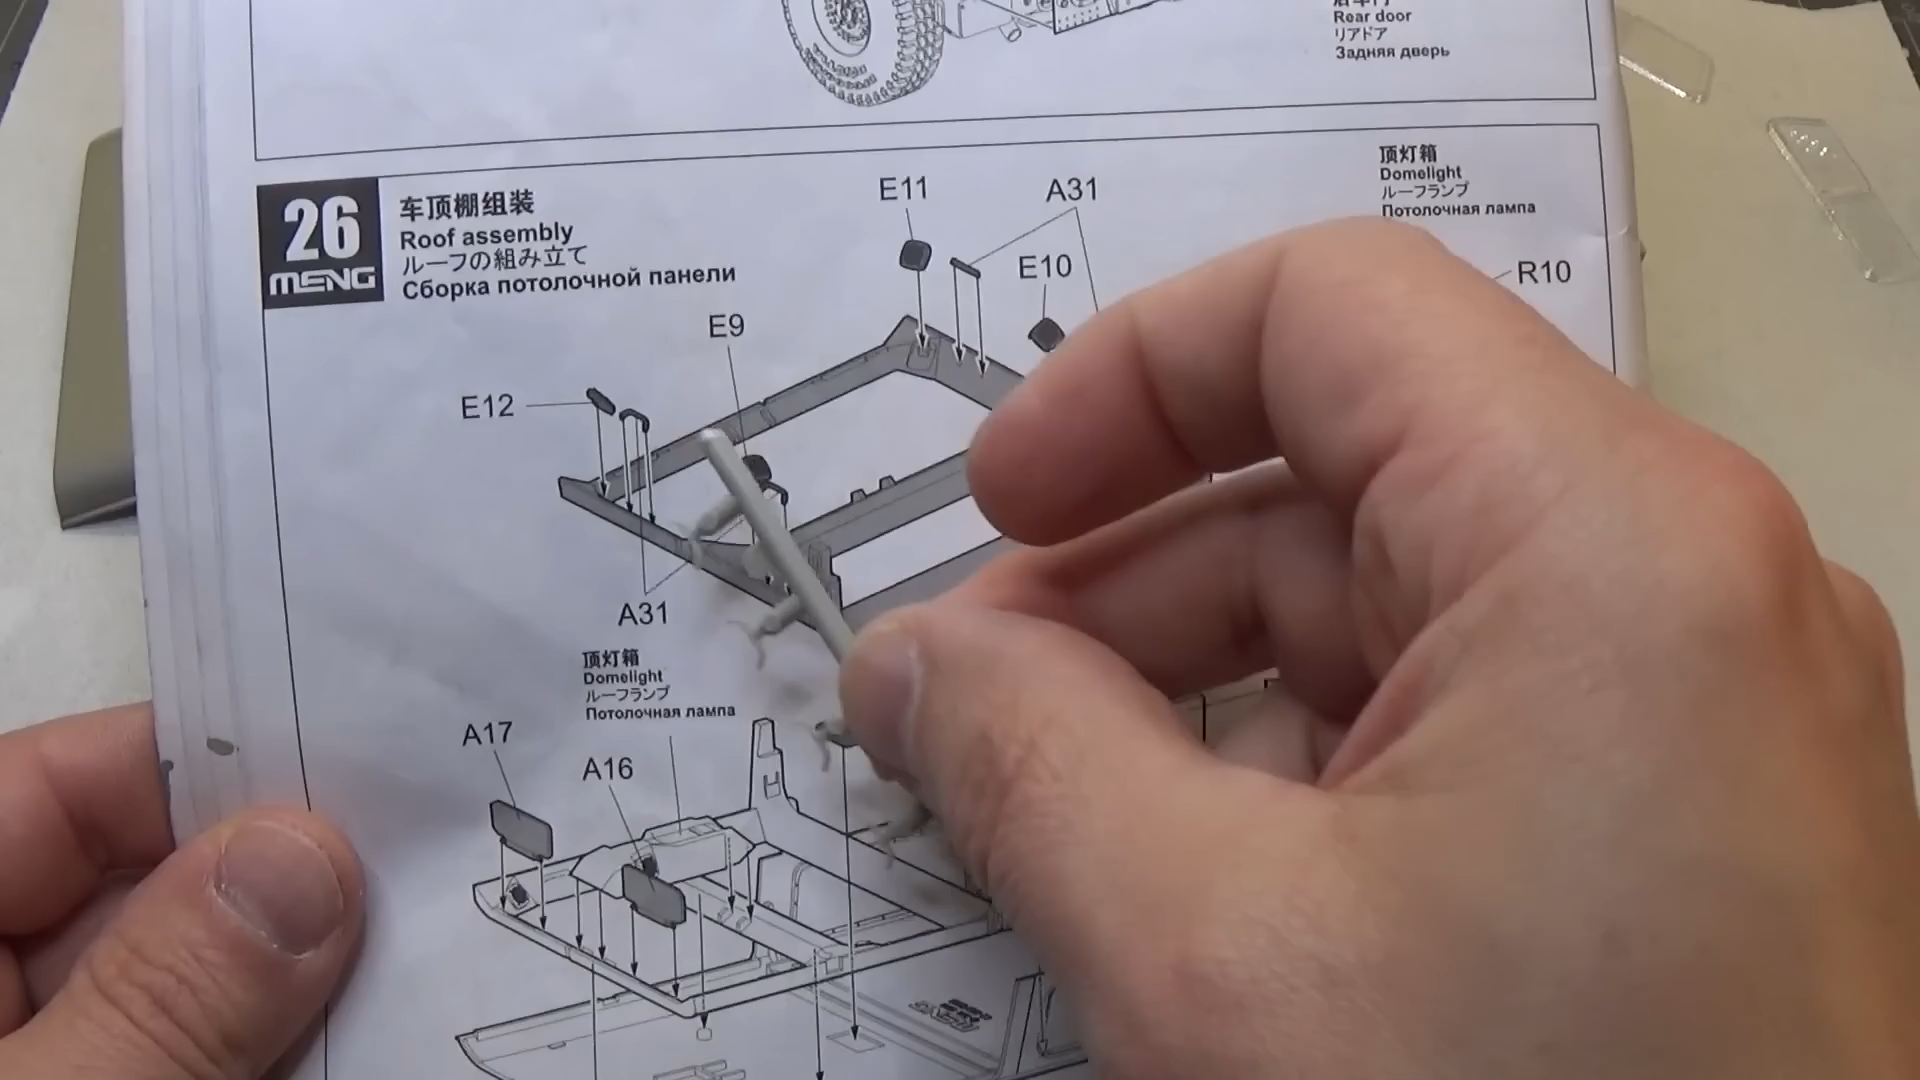 后车门
Rear door
リアドア
Задняя дверь
26
MENG
车顶棚组装
Roof assembly
ルーフの組み立て
Сборка потолочной панели
E11
A31
顶灯箱
Domelight
ルーフランプ
Потолочная лампа
E10
R10
E9
E12
A31
顶灯箱
Domelight
ルーフランプ
Потолочная лампа
A17
A16